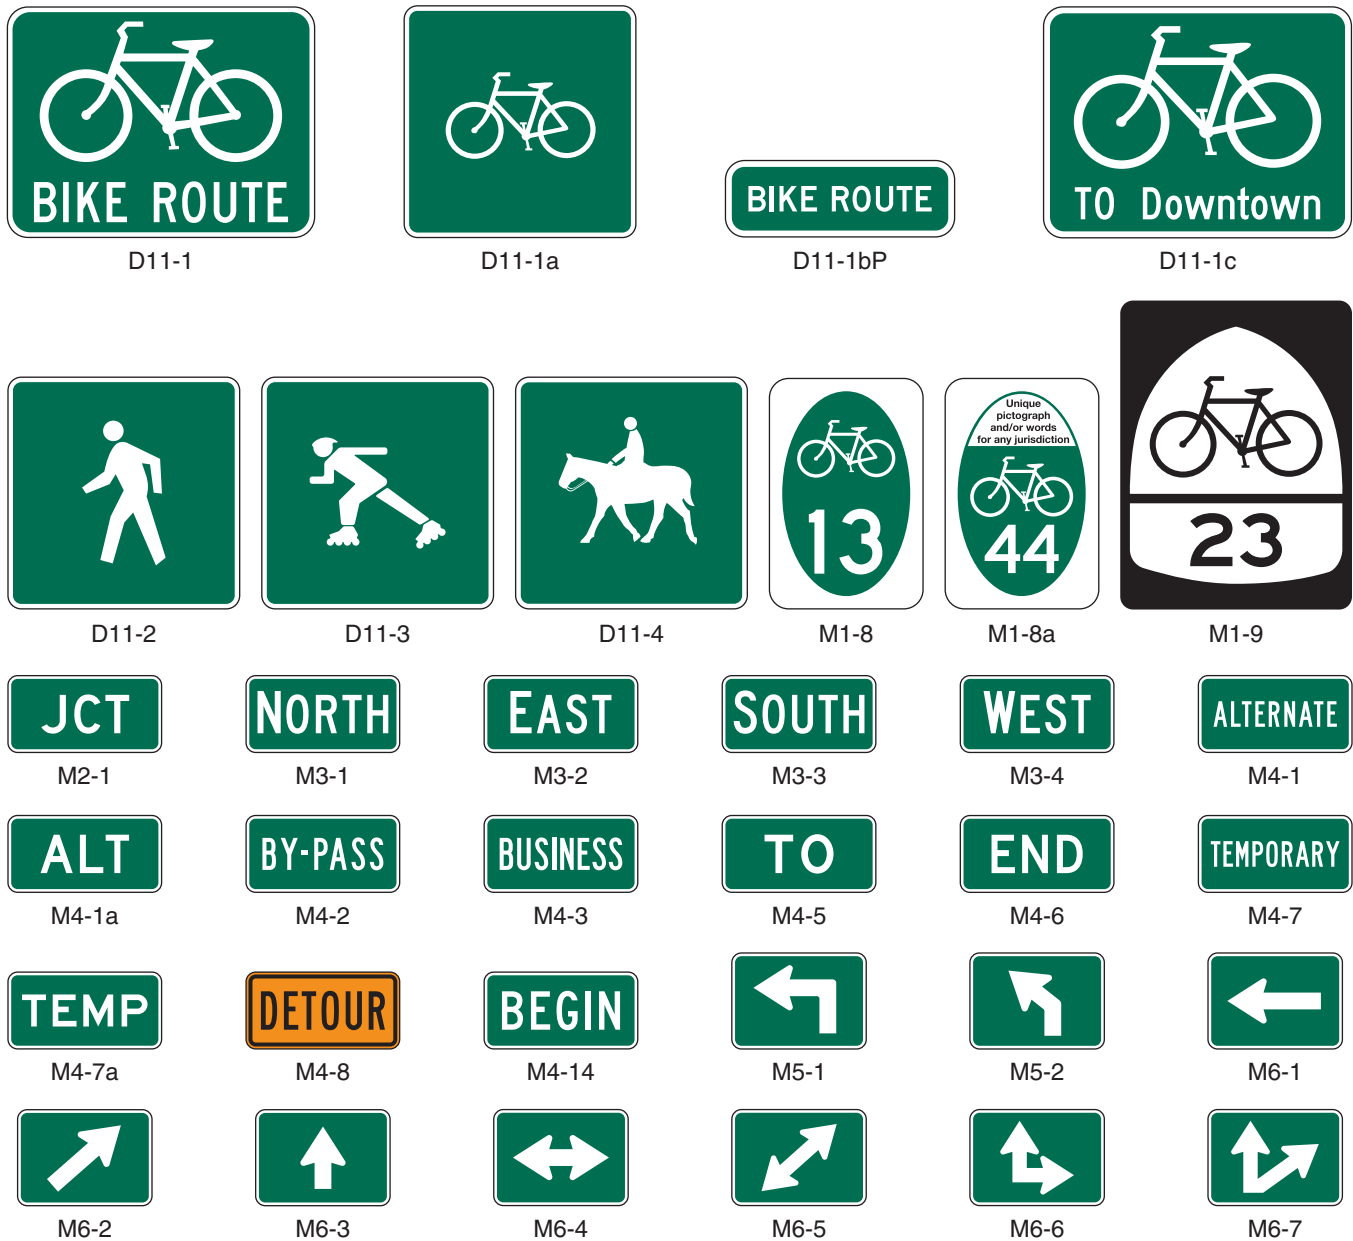 BIKE ROUTE
BIKE ROUTE
TO Downtown
D11-1
D11-1a
D11-1bP
D11-1c
Unique
pictograph
and/or words
for any jurisdiction
13
44
23
D11-2
D11-3
D11-4
M1-8
M1-8a
M1-9
JCT
NORTH
EAST
SOUTH
WEST
ALTERNATE
M2-1
M3-1
M3-2
M3-3
M3-4
M4-1
ALT
BY-PASS
BUSINESS
TO
END
TEMPORARY
M4-1a
M4-2
M4-3
M4-5
M4-6
M4-7
TEMP
DETOUR
BEGIN
M4-7a
M4-8
M4-14
M5-1
M5-2
M6-1
M6-2
M6-3
M6-4
M6-5
M6-6
M6-7